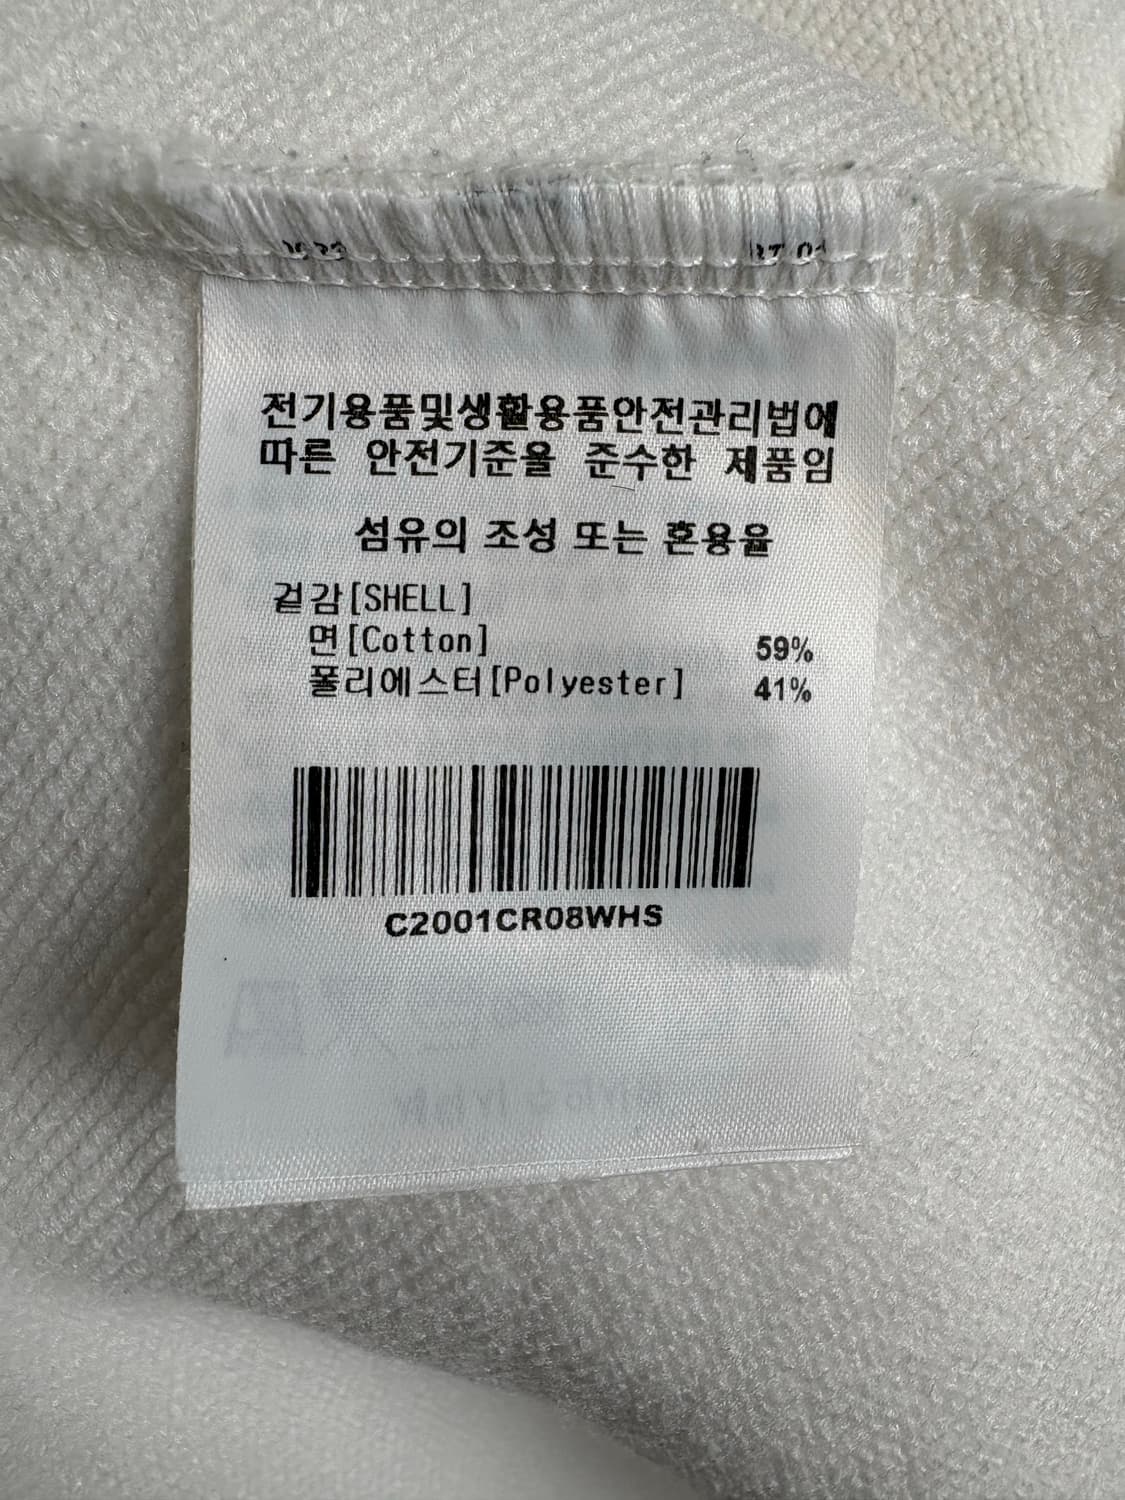 전기용품및생활용품안전관리법에
따른 안전기준을 준수한 제품임
섬유의 조성 또는 혼용율
겉감[SHELL]
면[Cotton] 59%
폴리에스터[Polyester] 41%
C2001CR08WHS